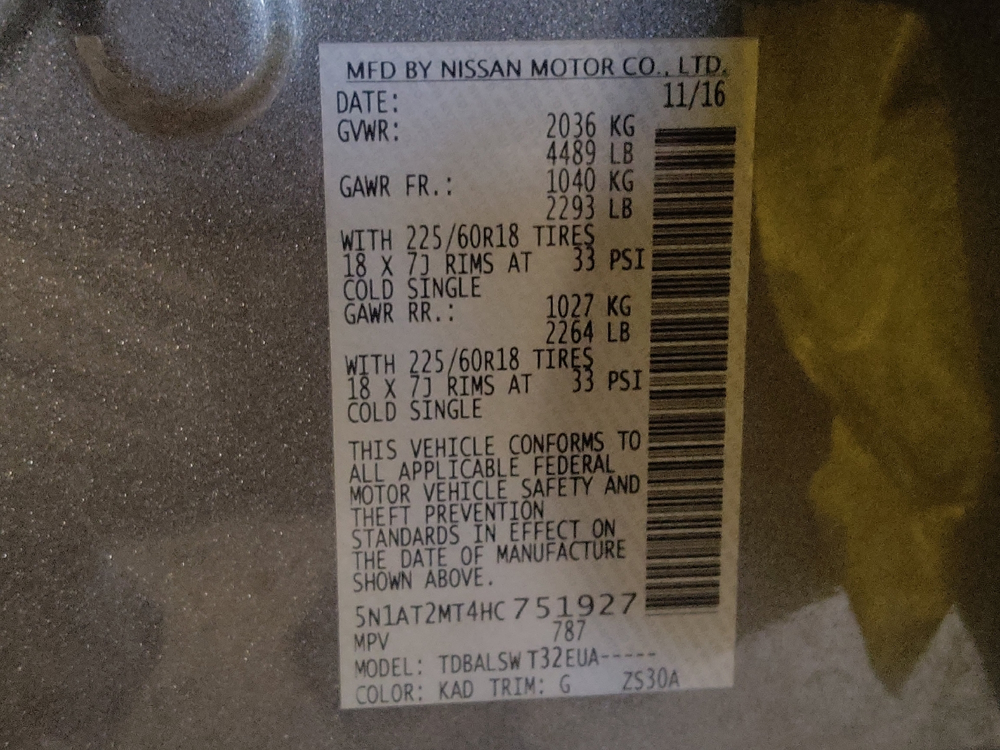 MFD BY NISSAN MOTOR CO., LTD.
DATE: 11/16
GVWR: 2036 KG
4489 LB
GAWR FR.: 1040 KG
2293 LB
WITH 225/60R18 TIRES
18 X 7J RIMS AT 33 PSI
COLD SINGLE
GAWR RR.: 1027 KG
2264 LB
WITH 225/60R18 TIRES
18 X 7J RIMS AT 33 PSI
COLD SINGLE
THIS VEHICLE CONFORMS TO
ALL APPLICABLE FEDERAL
MOTOR VEHICLE SAFETY AND
THEFT PREVENTION
STANDARDS IN EFFECT ON
THE DATE OF MANUFACTURE
SHOWN ABOVE.
5N1AT2MT4HC751927
MPV 787
MODEL: TDBALSW T32EUA-----
COLOR: KAD TRIM: G ZS30A